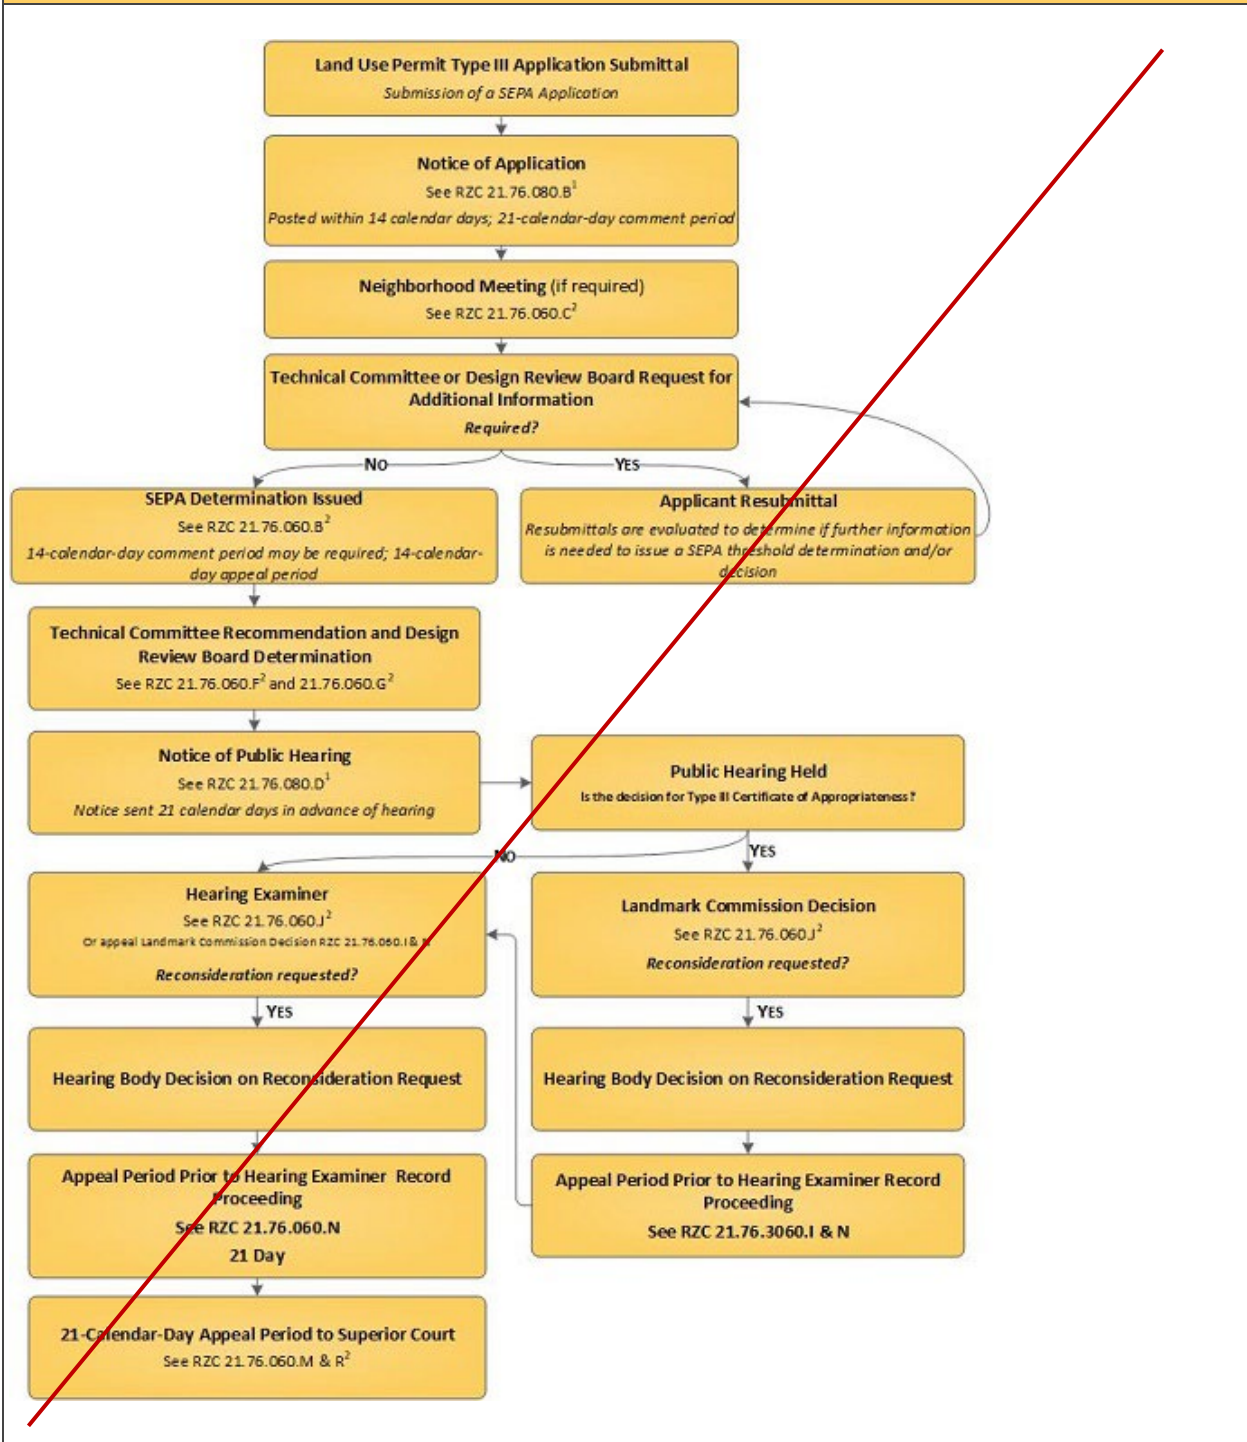 Land Use Permit Type III Application Submittal
Submission of a SEPA Application
Notice of Application
See RZC 21.76.080.B¹
Posted within 14 calendar days; 21-calendar-day comment period
Neighborhood Meeting (if required)
See RZC 21.76.060.C²
Technical Committee or Design Review Board Request for
Additional Information
Required?
NO
YES
SEPA Determination Issued
See RZC 21.76.060.B²
14-calendar-day comment period may be required; 14-calendar-
day appeal period
Applicant Resubmittal
Resubmittals are evaluated to determine if further information
is needed to issue a SEPA threshold determination and/or
decision
Technical Committee Recommendation and Design
Review Board Determination
See RZC 21.76.060.F² and 21.76.060.G²
Notice of Public Hearing
See RZC 21.76.080.D¹
Notice sent 21 calendar days in advance of hearing
Public Hearing Held
Is the decision for Type III Certificate of Appropriateness?
NO
YES
Hearing Examiner
See RZC 21.76.060.J²
Or appeal Landmark Commission Decision RZC 21.76.060.I & N
Reconsideration requested?
Landmark Commission Decision
See RZC 21.76.060.J²
Reconsideration requested?
YES
YES
Hearing Body Decision on Reconsideration Request
Hearing Body Decision on Reconsideration Request
Appeal Period Prior to Hearing Examiner Record
Proceeding
See RZC 21.76.060.N
21 Day
Appeal Period Prior to Hearing Examiner Record
Proceeding
See RZC 21.76.3060.I & N
21-Calendar-Day Appeal Period to Superior Court
See RZC 21.76.060.M & R²